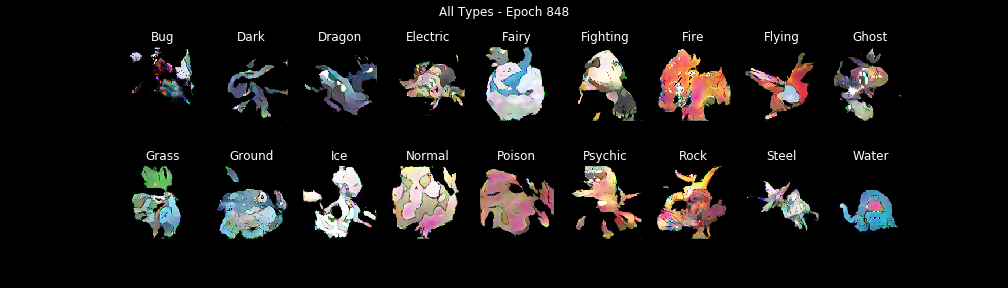 All Types - Epoch 848
Bug Dark Dragon Electric Fairy Fighting Fire Flying Ghost
Grass Ground Ice Normal Poison Psychic Rock Steel Water